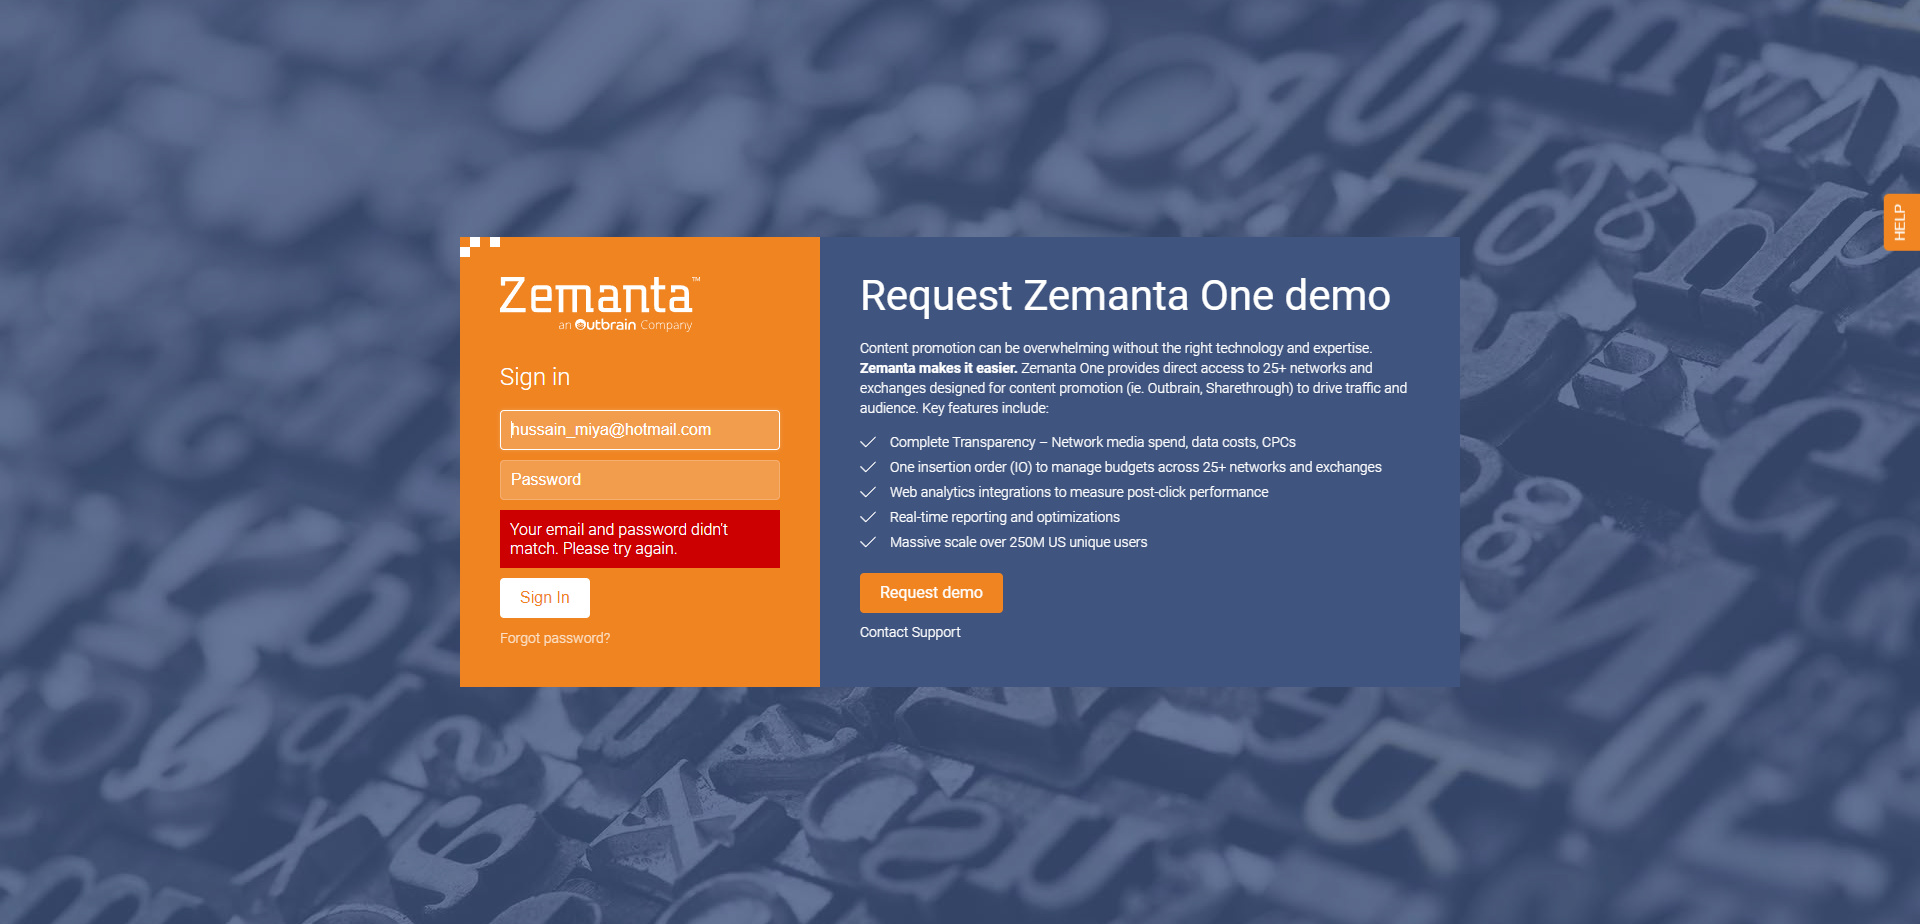 HELP
Zemanta™
an Outbrain Company
Sign in
hussain_miya@hotmail.com
Password
Your email and password didn't
match. Please try again.
Sign In
Forgot password?
Request Zemanta One demo
Content promotion can be overwhelming without the right technology and expertise.
Zemanta makes it easier. Zemanta One provides direct access to 25+ networks and
exchanges designed for content promotion (ie. Outbrain, Sharethrough) to drive traffic and
audience. Key features include:
Complete Transparency – Network media spend, data costs, CPCs
One insertion order (IO) to manage budgets across 25+ networks and exchanges
Web analytics integrations to measure post-click performance
Real-time reporting and optimizations
Massive scale over 250M US unique users
Request demo
Contact Support